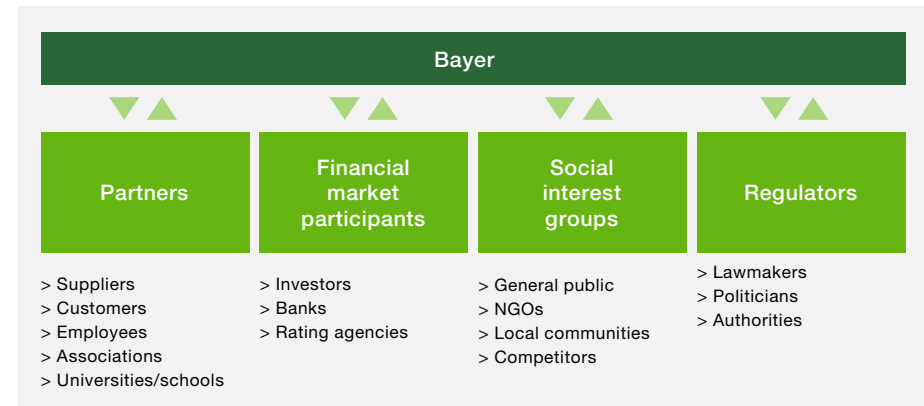 Bayer
Partners
Financial
market
participants
Social
interest
groups
Regulators
> Suppliers
> Customers
> Employees
> Associations
> Universities/schools
> Investors
> Banks
> Rating agencies
> General public
> NGOs
> Local communities
> Competitors
> Lawmakers
> Politicians
> Authorities